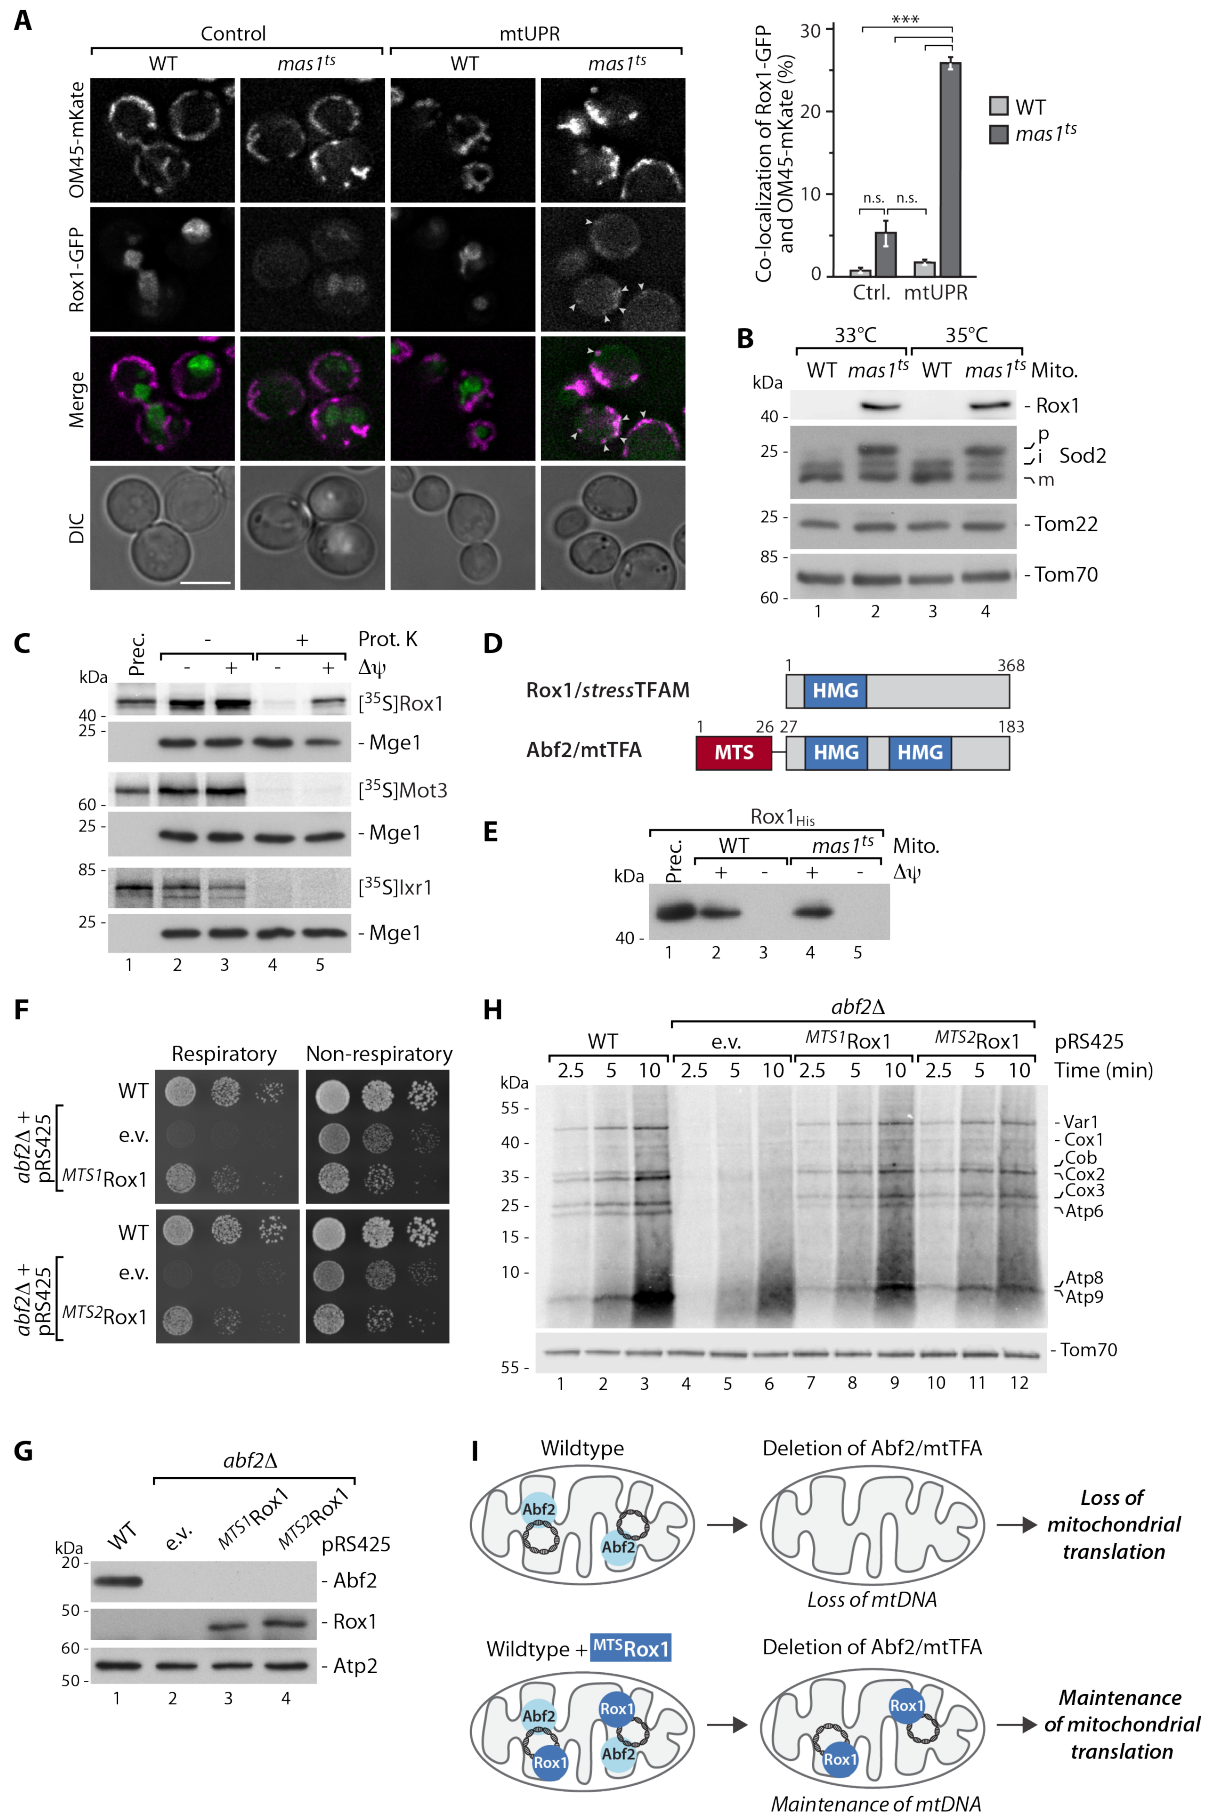 A
Control
mtUPR
WT
mas1ts
WT
mas1ts
OM45-mKate
Rox1-GFP
Merge
DIC
Co-localization of Rox1-GFP
and OM45-mKate (%)
30
20
10
0
***
n.s.
n.s.
Ctrl.
mtUPR
WT
mas1ts
B
33°C
35°C
WT
mas1ts
WT
mas1ts
Mito.
kDa
40 -
- Rox1
25 -
p
i
m
Sod2
25 -
- Tom22
85 -
- Tom70
60 -
1 2 3 4
C
Prec.
- + Prot. K
- + - + Δψ
kDa
[35S]Rox1
40 -
25 -
- Mge1
[35S]Mot3
60 -
25 -
- Mge1
85 -
[35S]Ixr1
25 -
- Mge1
1 2 3 4 5
D
1 368
Rox1/stressTFAM
HMG
1 26 27 183
Abf2/mtTFA
MTS HMG HMG
E
Rox1His
Prec.
WT mas1ts Mito.
kDa + - + - Δψ
40 -
1 2 3 4 5
F
Respiratory
Non-respiratory
WT
e.v.
MTS1Rox1
abf2Δ +
pRS425
WT
e.v.
MTS2Rox1
abf2Δ +
pRS425
G
abf2Δ
WT
e.v.
MTS1Rox1
MTS2Rox1
pRS425
kDa
20 -
- Abf2
50 -
- Rox1
60 -
- Atp2
50 -
1 2 3 4
H
abf2Δ
WT e.v. MTS1Rox1 MTS2Rox1 pRS425
2.5 5 10 2.5 5 10 2.5 5 10 2.5 5 10 Time (min)
kDa
55 -
40 -
35 -
25 -
15 -
10 -
- Var1
- Cox1
Cob
Cox2
Cox3
Atp6
Atp8
Atp9
- Tom70
55 -
1 2 3 4 5 6 7 8 9 10 11 12
I
Wildtype
Deletion of Abf2/mtTFA
Abf2
Abf2
Loss of
mitochondrial
translation
Loss of mtDNA
Wildtype + MTSRox1
Deletion of Abf2/mtTFA
Abf2
Rox1
Rox1
Abf2
Rox1
Rox1
Maintenance
of mitochondrial
translation
Maintenance of mtDNA